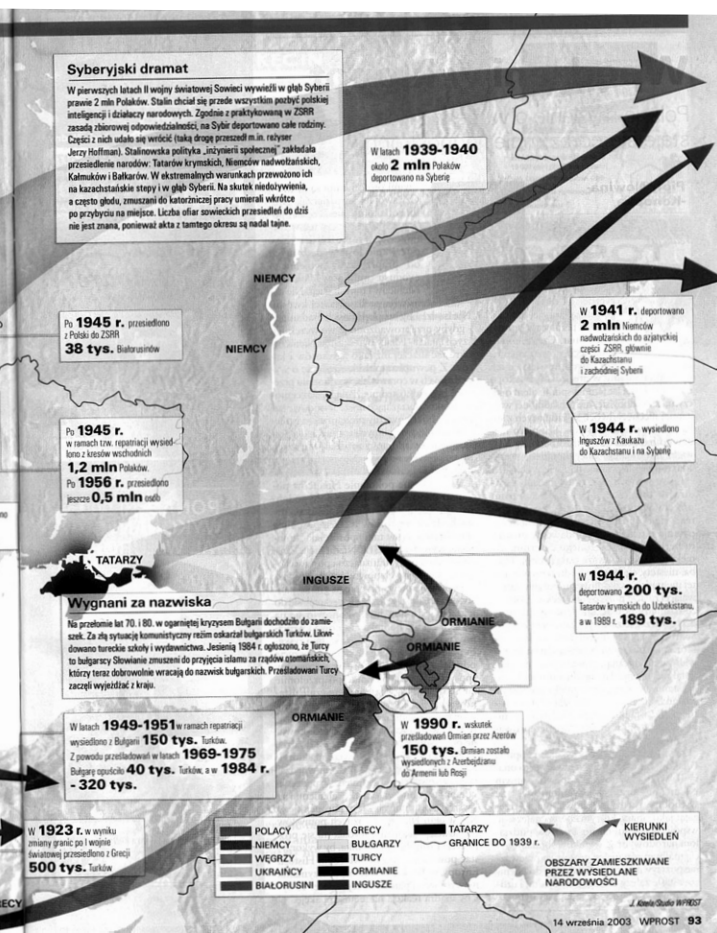 Syberyjski dramat
W pierwszych latach II wojny światowej Sowieci wywieźli w głąb Syberii
prawie 2 mln Polaków. Stalin chciał się przede wszystkim pozbyć polskiej
inteligencji i działaczy narodowych. Zgodnie z praktykowaną w ZSRR
zasadą zbiorowej odpowiedzialności, na Sybir deportowano całe rodziny.
Części z nich udało się wrócić (taką drogę przeszedł m.in. reżyser
Jerzy Hoffman). Stalinowska polityka „inżynierii społecznej” zakładała
przesiedlenie narodów: Tatarów krymskich, Niemców nadwołżańskich,
Kałmuków i Bałkarów. W ekstremalnych warunkach przewożono ich
na kazachstańskie stepy i w głąb Syberii. Na skutek niedożywienia,
a często głodu, zmuszani do katorżniczej pracy umierali wkrótce
po przybyciu na miejsce. Liczba ofiar sowieckich przesiedleń do dziś
nie jest znana, ponieważ akta z tamtego okresu są nadal tajne.
W latach 1939-1940
około 2 mln Polaków
deportowano na Syberię
NIEMCY
NIEMCY
Po 1945 r. przesiedlono
z Polski do ZSRR
38 tys. Białorusinów
W 1941 r. deportowano
2 mln Niemców
nadwołżańskich do azjatyckiej
części ZSRR, głównie
do Kazachstanu
i zachodniej Syberii
Po 1945 r.
w ramach tzw. repatriacji wysied-
lono z kresów wschodnich
1,2 mln Polaków.
Po 1956 r. przesiedlono
jeszcze 0,5 mln osób
W 1944 r. wysiedlono
Inguszów z Kaukazu
do Kazachstanu i na Syberię
no
TATARZY
INGUSZE
W 1944 r.
deportowano 200 tys.
Tatarów krymskich do Uzbekistanu,
a w 1989 r. 189 tys.
Wygnani za nazwiska
Na przełomie lat 70. i 80. w ogarniętej kryzysem Bułgarii dochodziło do zamie-
szek. Za złą sytuację komunistyczny reżim oskarżał bułgarskich Turków. Likwi-
dowano tureckie szkoły i wydawnictwa. Jesienią 1984 r. ogłoszono, że Turcy
to bułgarscy Słowianie zmuszeni do przyjęcia islamu za rządów otomańskich,
którzy teraz dobrowolnie wracają do nazwisk bułgarskich. Prześladowani Turcy
zaczęli wyjeżdżać z kraju.
ORMIANIE
ORMIANIE
ORMIANIE
W latach 1949-1951 w ramach repatriacji
wysiedlono z Bułgarii 150 tys. Turków.
Z powodu prześladowań w latach 1969-1975
Bułgarę opuściło 40 tys. Turków, a w 1984 r.
- 320 tys.
W 1990 r. wskutek
prześladowań Ormian przez Azerów
150 tys. Ormian zostało
wysiedlonych z Azerbejdżanu
do Armenii lub Rosji
W 1923 r. w wyniku
zmiany granic po I wojnie
światowej przesiedlono z Grecji
500 tys. Turków
RECY
POLACY
NIEMCY
WĘGRZY
UKRAIŃCY
BIAŁORUSINI
GRECY
BUŁGARZY
TURCY
ORMIANIE
INGUSZE
TATARZY
GRANICE DO 1939 r.
KIERUNKI
WYSIEDLEŃ
OBSZARY ZAMIESZKIWANE
PRZEZ WYSIEDLANE
NARODOWOŚCI
Studio WPROST
14 września 2003 WPROST 93